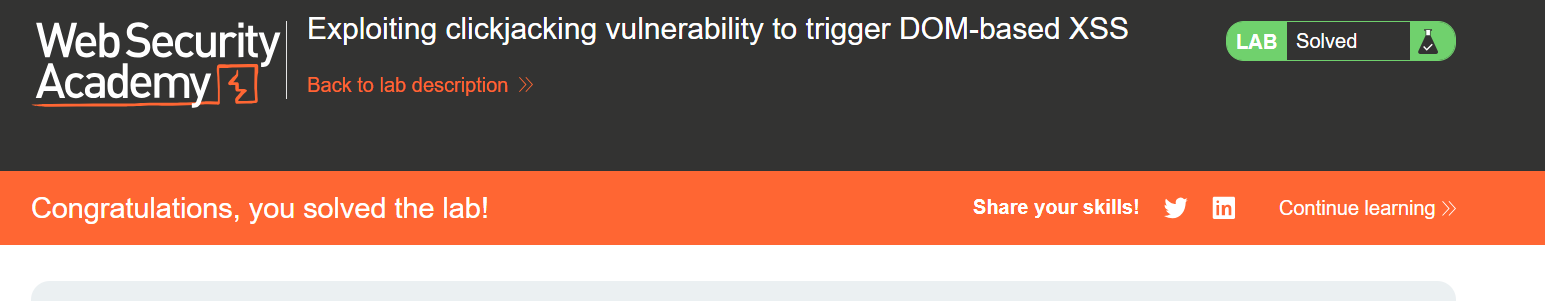 Web Security
Academy
Exploiting clickjacking vulnerability to trigger DOM-based XSS
Back to lab description
LAB Solved
Congratulations, you solved the lab!
Share your skills!
Continue learning